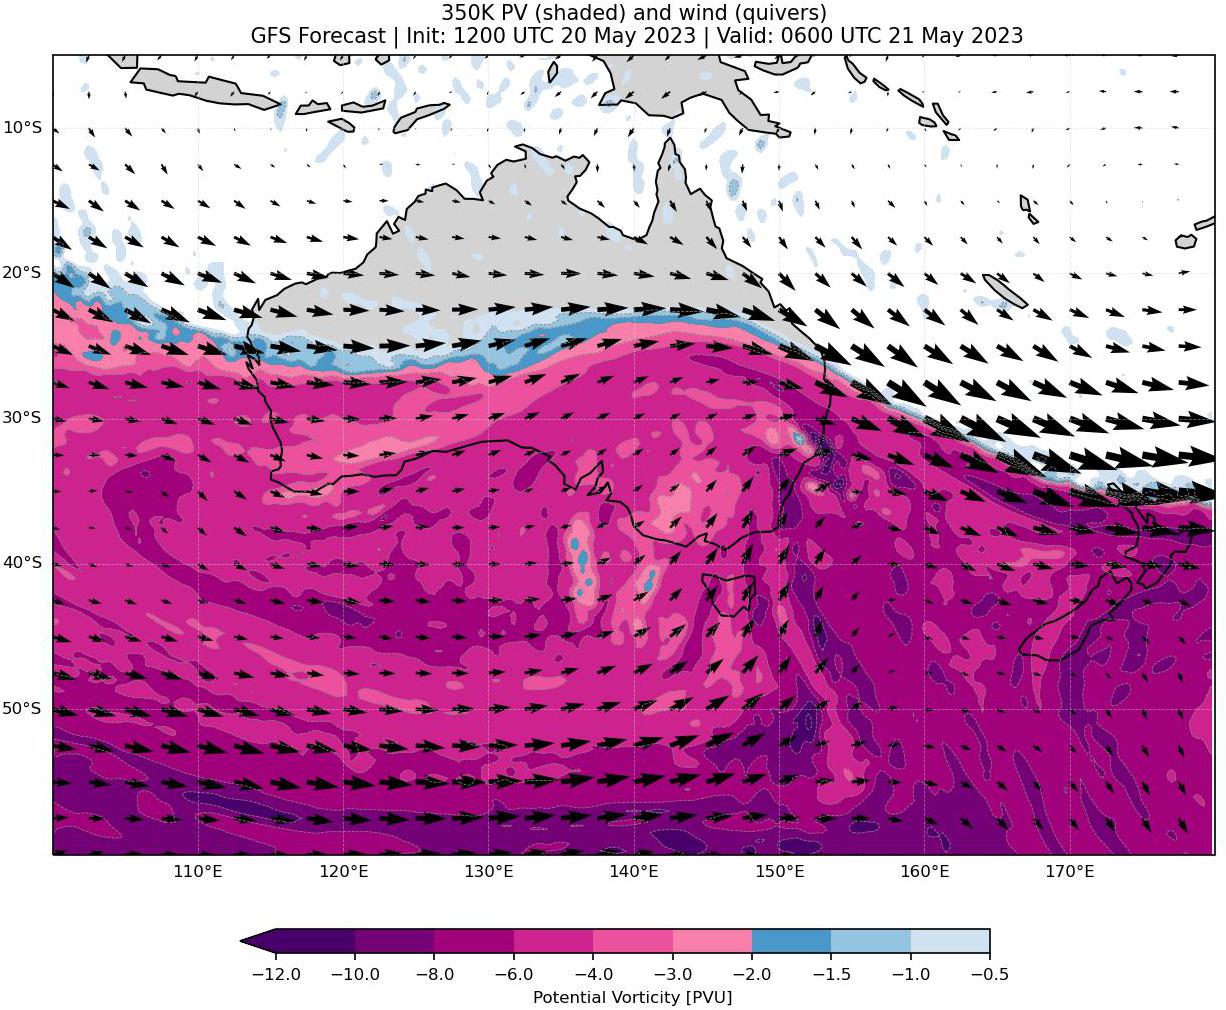 350K PV (shaded) and wind (quivers)
GFS Forecast | Init: 1200 UTC 20 May 2023 | Valid: 0600 UTC 21 May 2023
10°S
20°S
30°S
40°S
50°S
110°E 120°E 130°E 140°E 150°E 160°E 170°E
−12.0 −10.0 −8.0 −6.0 −4.0 −3.0 −2.0 −1.5 −1.0 −0.5
Potential Vorticity [PVU]